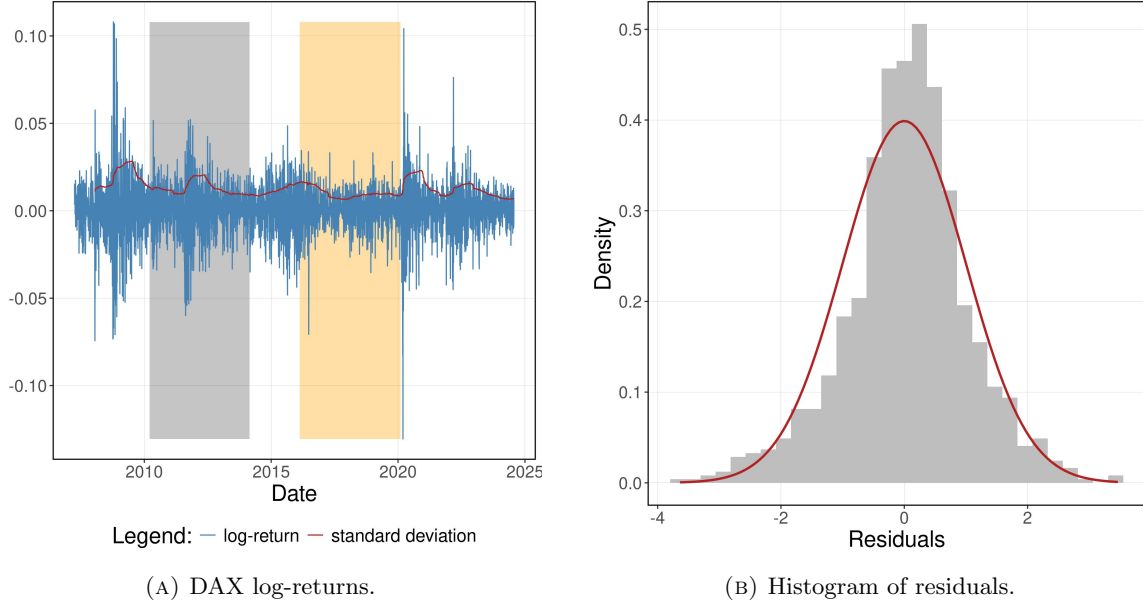 0.10
0.05
0.00
-0.05
-0.10
2010 2015 2020 2025
Date
Legend: log-return standard deviation
(A) DAX log-returns.
0.5
0.4
0.3
0.2
0.1
0.0
Density
-4 -2 0 2
Residuals
(B) Histogram of residuals.